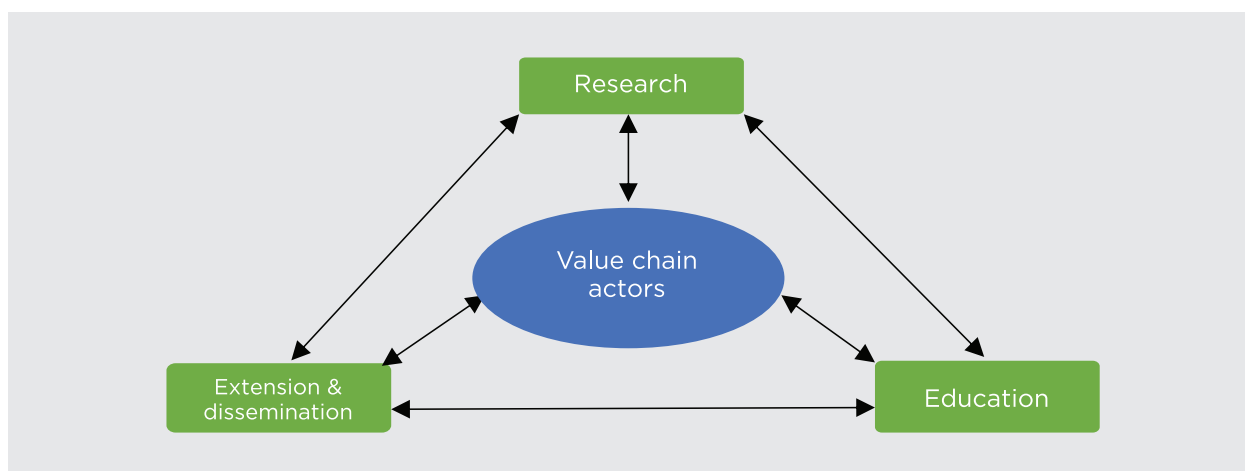 Research
Value chain
actors
Extension &
dissemination
Education